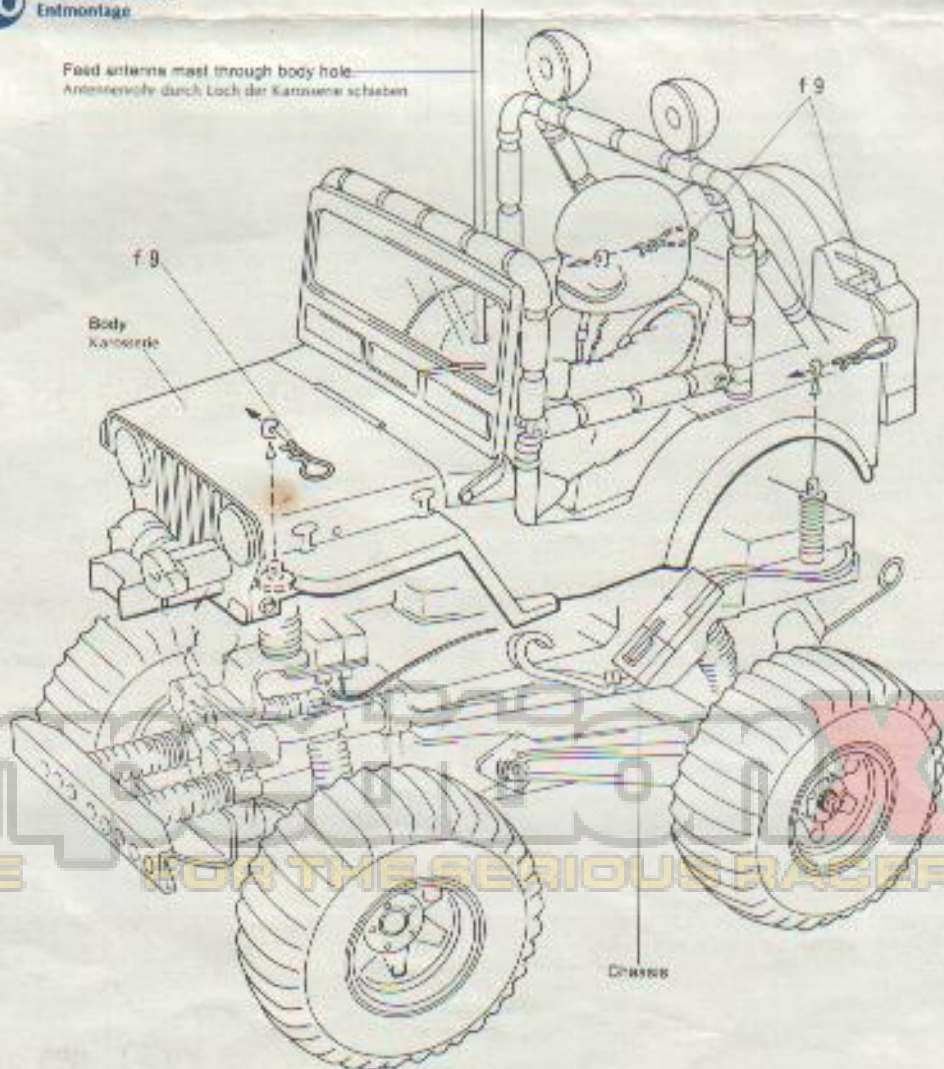 Entmontage
Feed antenna mast through body hole.
Antennenrohr durch Loch der Karosserie schieben
f 9
f 9
Body
Karosserie
FOR THE SERIOUS RACER
Chassis